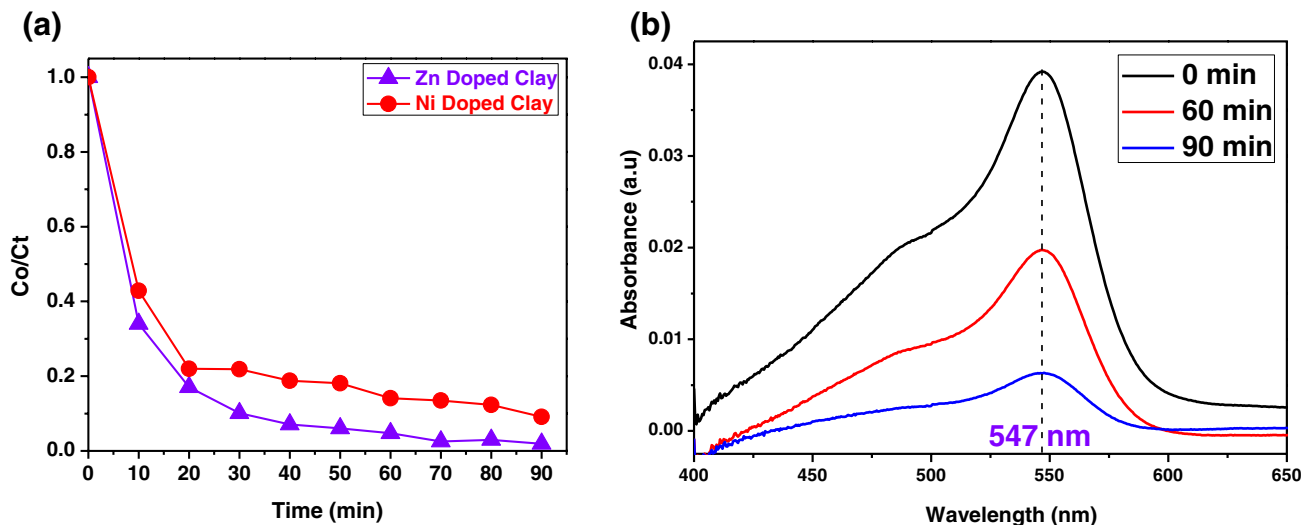 (a)
Zn Doped Clay
Ni Doped Clay
1.0
0.8
0.6
0.4
0.2
0.0
Co/Ct
0 10 20 30 40 50 60 70 80 90
Time (min)
(b)
0 min
60 min
90 min
0.04
0.03
0.02
0.01
0.00
Absorbance (a.u)
547 nm
400 450 500 550 600 650
Wavelength (nm)